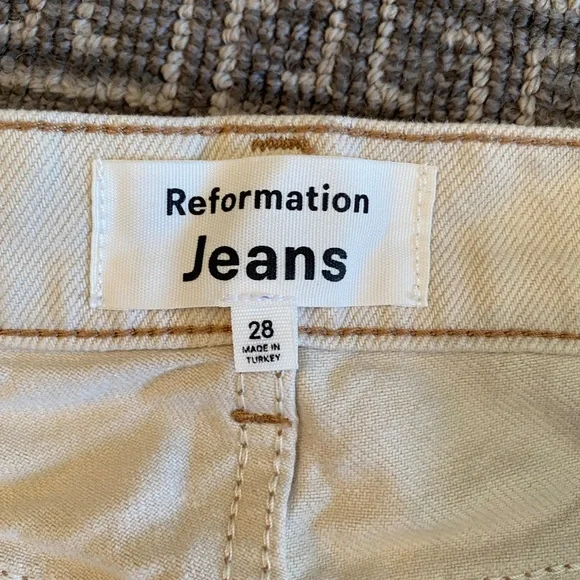 Reformation
Jeans
28
MADE IN
TURKEY